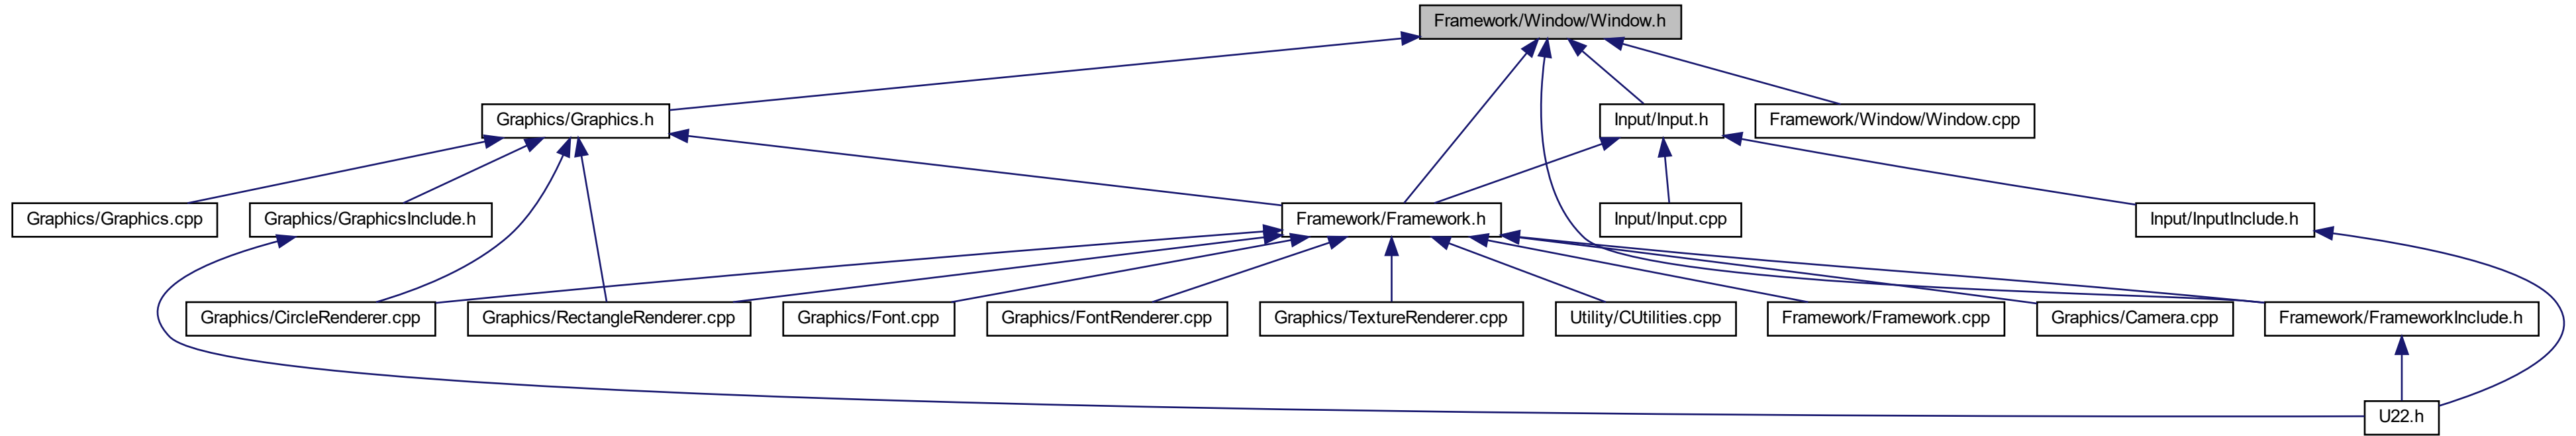 Framework/Window/Window.h
Graphics/Graphics.h
Input/Input.h
Framework/Window/Window.cpp
Graphics/Graphics.cpp
Graphics/GraphicsInclude.h
Framework/Framework.h
Input/Input.cpp
Input/InputInclude.h
Graphics/CircleRenderer.cpp
Graphics/RectangleRenderer.cpp
Graphics/Font.cpp
Graphics/FontRenderer.cpp
Graphics/TextureRenderer.cpp
Utility/CUtilities.cpp
Framework/Framework.cpp
Graphics/Camera.cpp
Framework/FrameworkInclude.h
U22.h